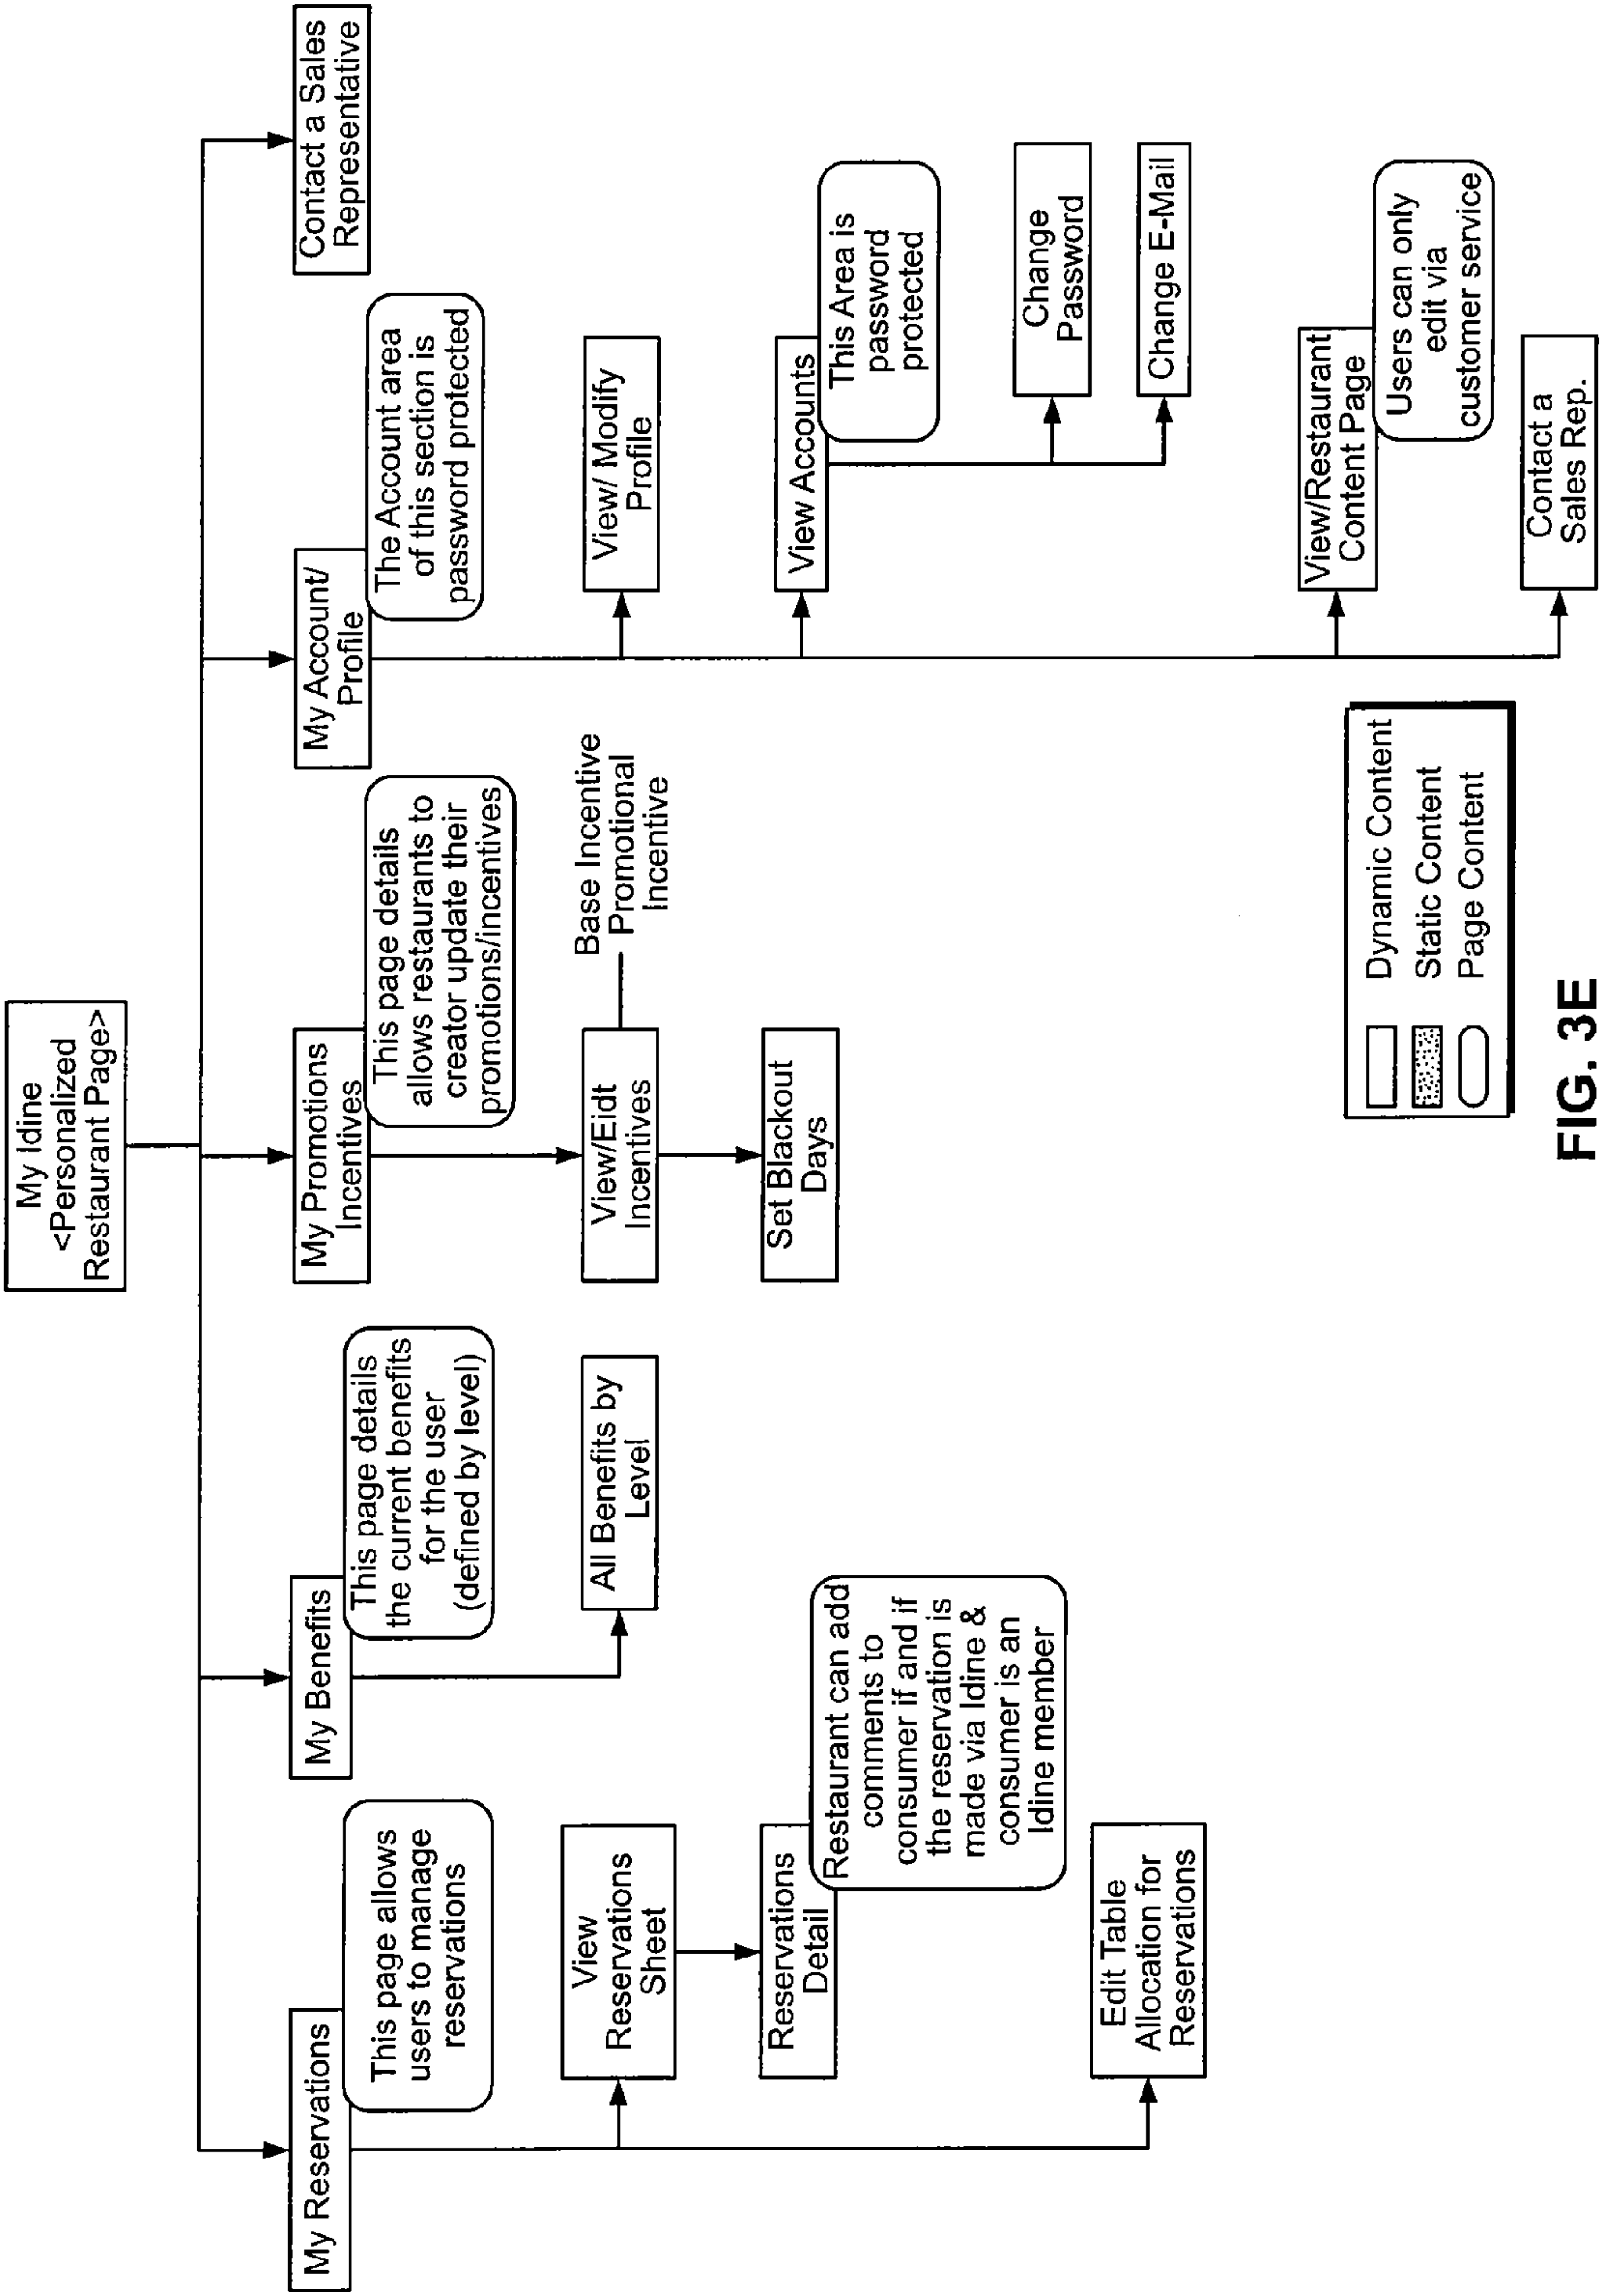 My Idine
<Personalized
Restaurant Page>
My Reservations
This page allows
users to manage
reservations
View
Reservations
Sheet
Reservations
Detail
Restaurant can add
comments to
consumer if and if
the reservation is
made via Idine &
consumer is an
Idine member
Edit Table
Allocation for
Reservations
My Benefits
This page details
the current benefits
for the user
(defined by level)
All Benefits by
Level
My Promotions
Incentives
This page details
allows restaurants to
creator update their
promotions/incentives
View/Eidt
Incentives
Base Incentive
Promotional
Incentive
Set Blackout
Days
My Account/
Profile
The Account area
of this section is
password protected
View/ Modify
Profile
View Accounts
This Area is
password
protected
Change
Password
Change E-Mail
View/Restaurant
Content Page
Users can only
edit via
customer service
Contact a
Sales Rep.
Contact a Sales
Representative
Dynamic Content
Static Content
Page Content
FIG. 3E